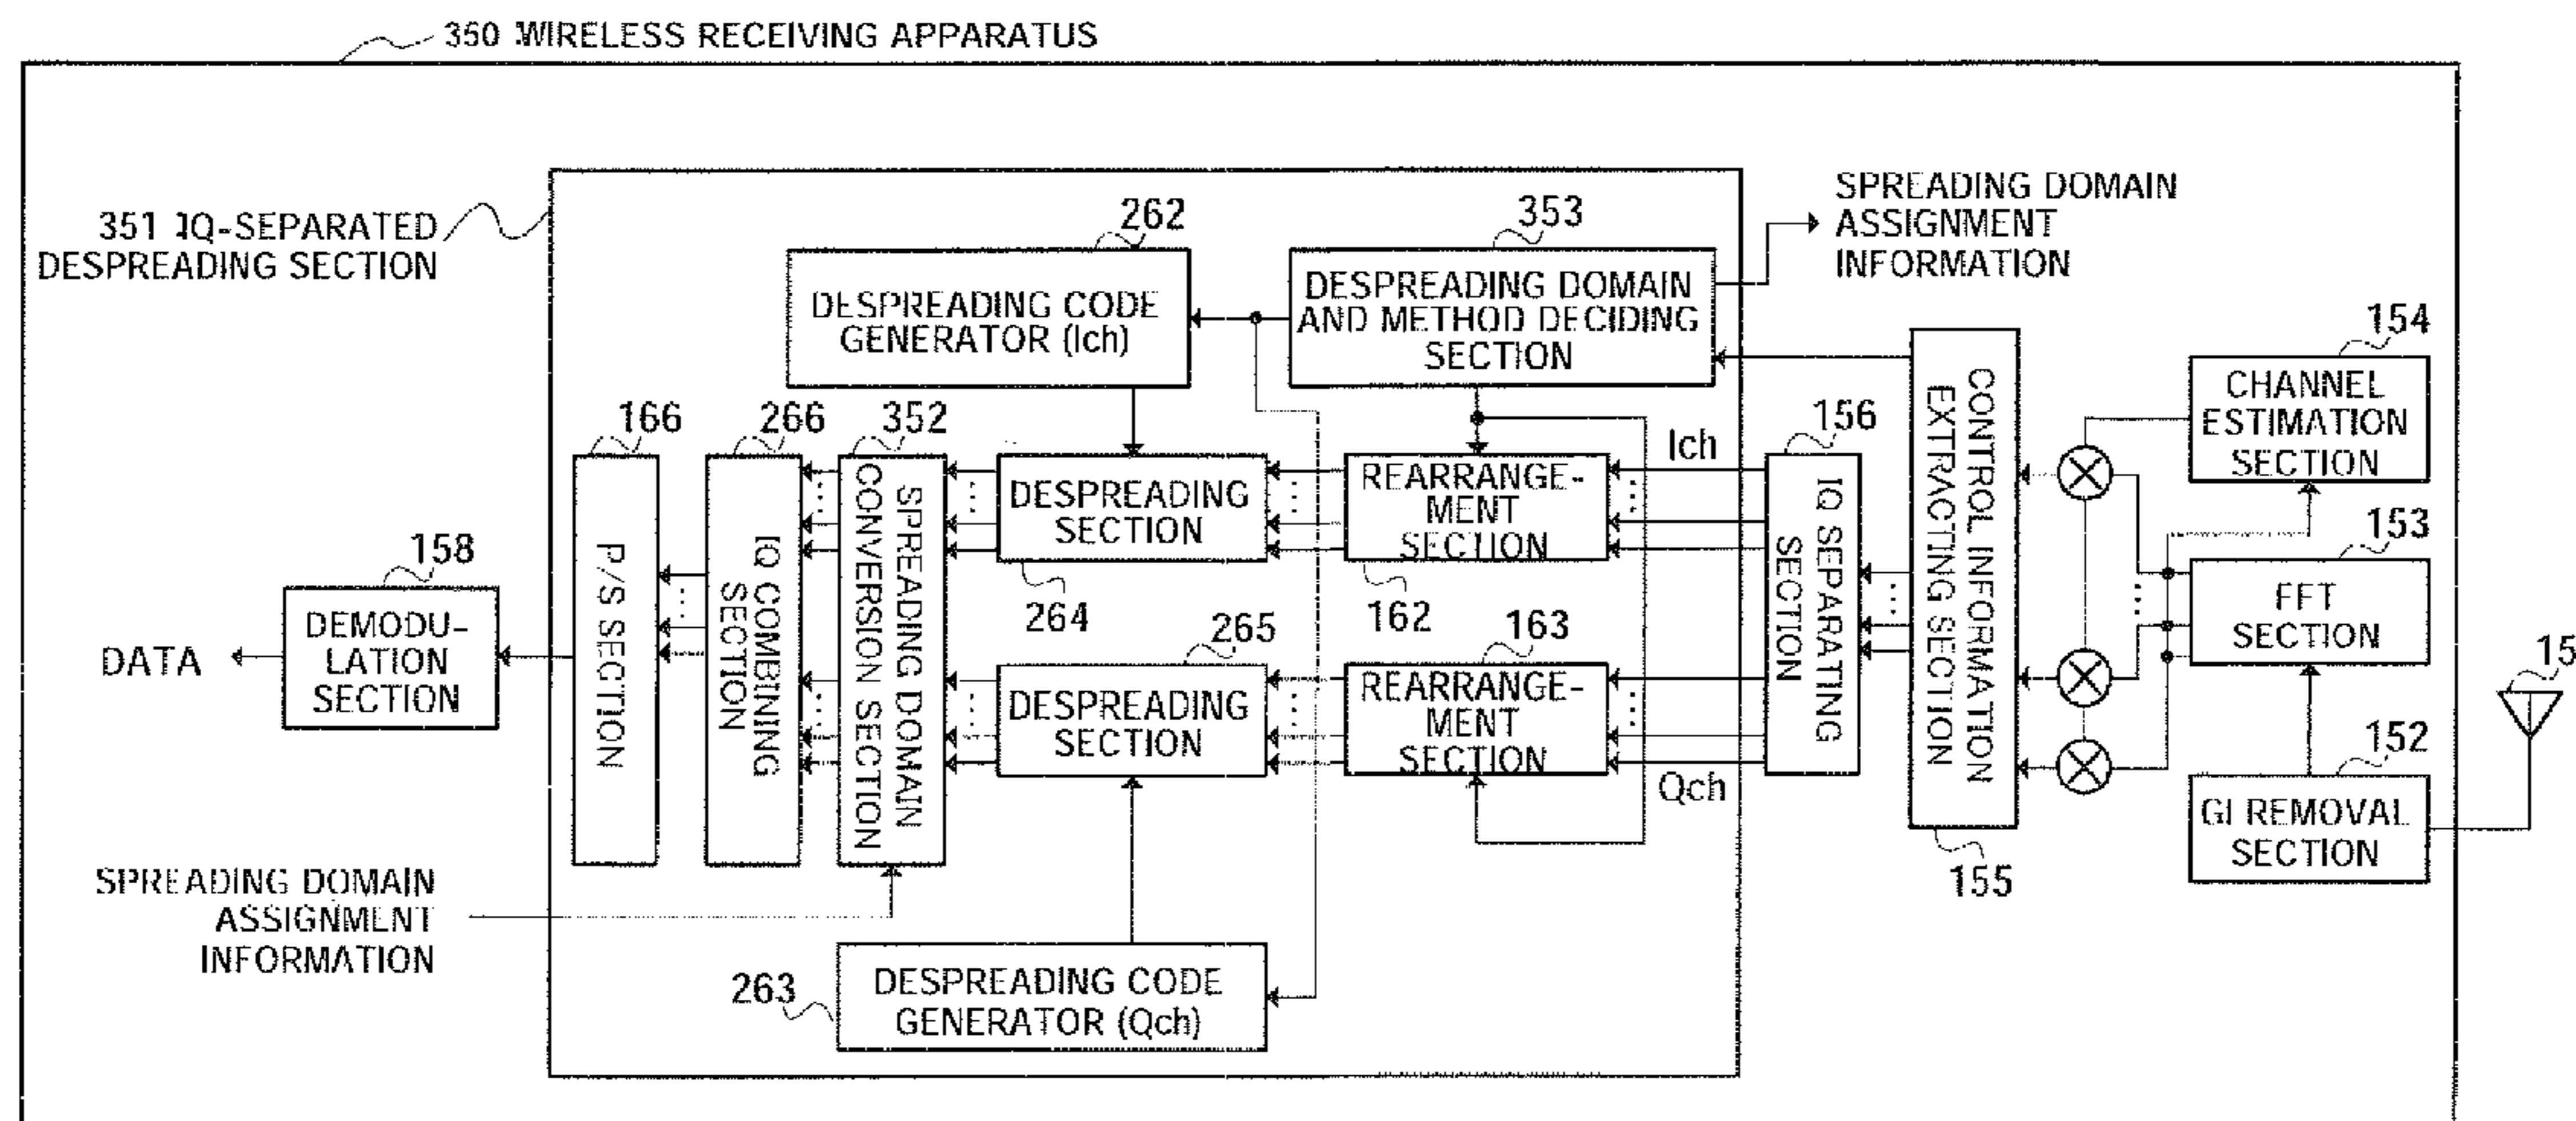 350 WIRELESS RECEIVING APPARATUS
351 IQ-SEPARATED
DESPREADING SECTION
262
353
SPREADING DOMAIN
ASSIGNMENT
INFORMATION
DESPREADING CODE
GENERATOR (Ich)
DESPREADING DOMAIN
AND METHOD DECIDING
SECTION
154
CHANNEL
ESTIMATION
SECTION
166
266
352
156
Ich
CONTROL INFORMATION
EXTRACTING SECTION
155
IQ SEPARATING
SECTION
REARRANGE-
MENT
SECTION
162
DESPREADING
SECTION
264
SPREADING DOMAIN
CONVERSION SECTION
IQ COMBINING
SECTION
P/S SECTION
153
FFT
SECTION
158
DEMODU-
LATION
SECTION
DATA
265
DESPREADING
SECTION
163
REARRANGE-
MENT
SECTION
Qch
152
GI REMOVAL
SECTION
15
SPREADING DOMAIN
ASSIGNMENT
INFORMATION
263
DESPREADING CODE
GENERATOR (Qch)